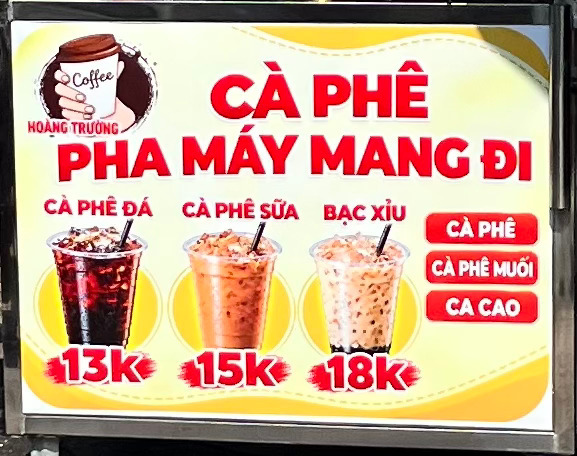 Coffee
HOÀNG TRƯỜNG
CÀ PHÊ
PHA MÁY MANG ĐI
CÀ PHÊ ĐÁ
CÀ PHÊ SỮA
BẠC XỈU
CÀ PHÊ
CÀ PHÊ MUỐI
CA CAO
13K
15K
18K